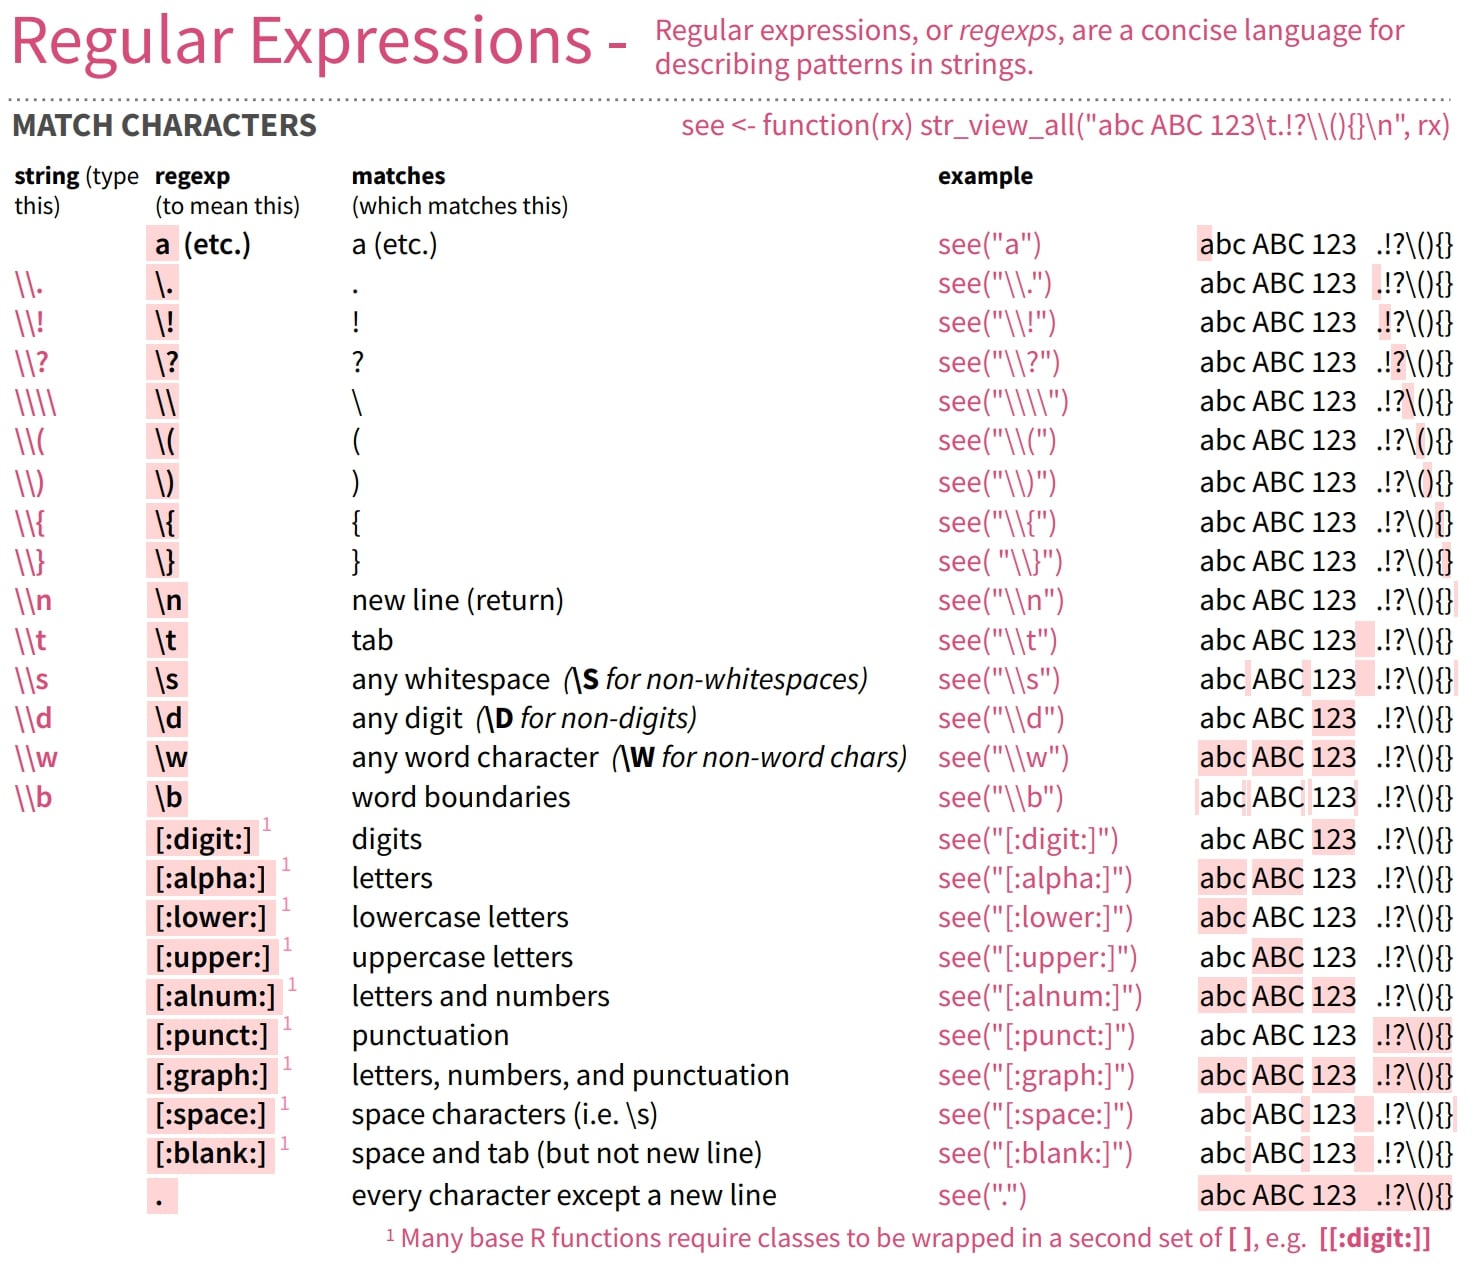 Regular Expressions - Regular expressions, or regexps, are a concise language for
describing patterns in strings.
MATCH CHARACTERS see <- function(rx) str_view_all("abc ABC 123\t.!?\\(){}\n", rx)
string (type regexp matches example
this) (to mean this) (which matches this)
a (etc.) a (etc.) see("a") abc ABC 123 .!?\(){}
\\. \. . see("\\.") abc ABC 123 .!?\(){}
\\! \! ! see("\\!") abc ABC 123 .!?\(){}
\\? \? ? see("\\?") abc ABC 123 .!?\(){}
\\\\ \\ \ see("\\\\") abc ABC 123 .!?\(){}
\\( \( ( see("\\(") abc ABC 123 .!?\(){}
\\) \) ) see("\\)") abc ABC 123 .!?\(){}
\\{ \{ { see("\\{") abc ABC 123 .!?\(){}
\\} \} } see( "\\}") abc ABC 123 .!?\(){}
\\n \n new line (return) see("\\n") abc ABC 123 .!?\(){}
\\t \t tab see("\\t") abc ABC 123 .!?\(){}
\\s \s any whitespace (\S for non-whitespaces) see("\\s") abc ABC 123 .!?\(){}
\\d \d any digit (\D for non-digits) see("\\d") abc ABC 123 .!?\(){}
\\w \w any word character (\W for non-word chars) see("\\w") abc ABC 123 .!?\(){}
\\b \b word boundaries see("\\b") abc ABC 123 .!?\(){}
[:digit:] 1 digits see("[:digit:]") abc ABC 123 .!?\(){}
[:alpha:] 1 letters see("[:alpha:]") abc ABC 123 .!?\(){}
[:lower:] 1 lowercase letters see("[:lower:]") abc ABC 123 .!?\(){}
[:upper:] 1 uppercase letters see("[:upper:]") abc ABC 123 .!?\(){}
[:alnum:] 1 letters and numbers see("[:alnum:]") abc ABC 123 .!?\(){}
[:punct:] 1 punctuation see("[:punct:]") abc ABC 123 .!?\(){}
[:graph:] 1 letters, numbers, and punctuation see("[:graph:]") abc ABC 123 .!?\(){}
[:space:] 1 space characters (i.e. \s) see("[:space:]") abc ABC 123 .!?\(){}
[:blank:] 1 space and tab (but not new line) see("[:blank:]") abc ABC 123 .!?\(){}
. every character except a new line see(".") abc ABC 123 .!?\(){}
1 Many base R functions require classes to be wrapped in a second set of [ ], e.g. [[:digit:]]